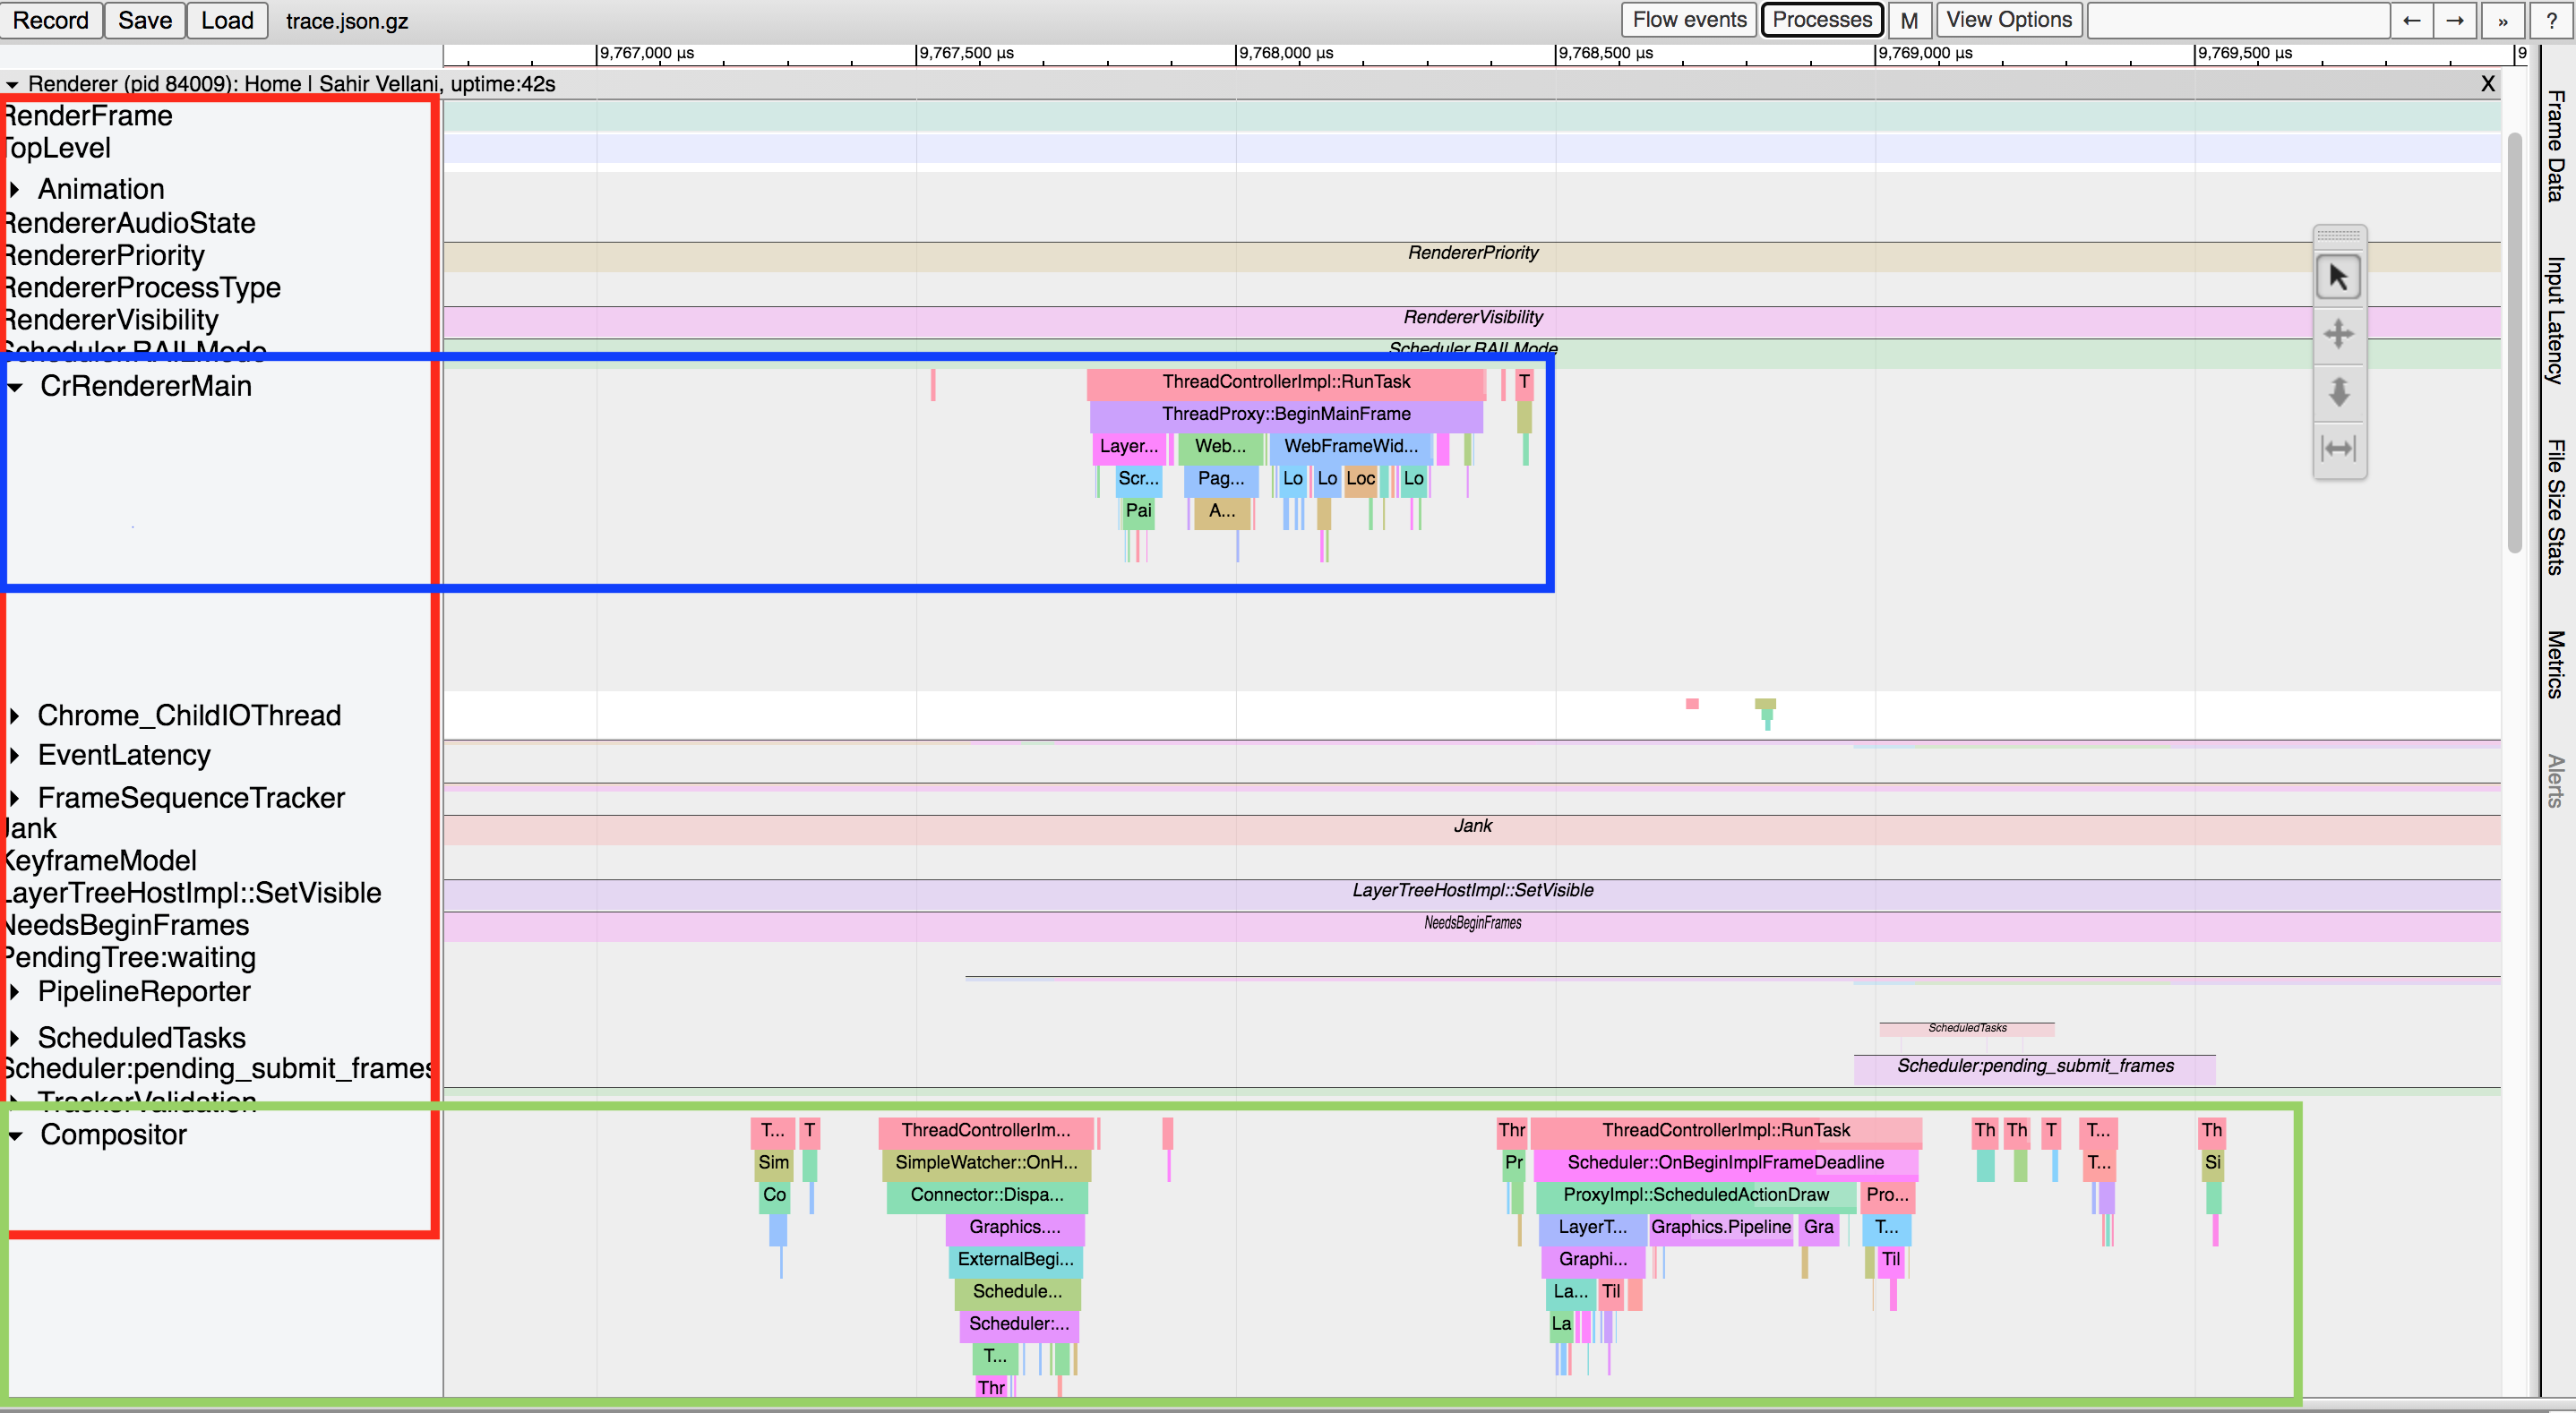 Record Save Load trace.json.gz Flow events Processes M View Options ← → » ?
9,767,000 µs 9,767,500 µs 9,768,000 µs 9,768,500 µs 9,769,000 µs 9,769,500 µs 9
Renderer (pid 84009): Home | Sahir Vellani, uptime:42s X
RenderFrame
TopLevel
Animation
RendererAudioState
RendererPriority RendererPriority
RendererProcessType
RendererVisibility RendererVisibility
Scheduler.RAILMode Scheduler.RAILMode
CrRendererMain ThreadControllerImpl::RunTask T
ThreadProxy::BeginMainFrame
Layer... Web... WebFrameWid...
Scr... Pag... Lo Lo Loc Lo
Pai A...
Chrome_ChildIOThread
EventLatency
FrameSequenceTracker
Jank Jank
KeyframeModel
LayerTreeHostImpl::SetVisible LayerTreeHostImpl::SetVisible
NeedsBeginFrames NeedsBeginFrames
PendingTree:waiting
PipelineReporter
ScheduledTasks ScheduledTasks
Scheduler:pending_submit_frames Scheduler:pending_submit_frames
TrackerValidation
Compositor T... T ThreadControllerIm... Thr ThreadControllerImpl::RunTask Th Th T T... Th
Sim SimpleWatcher::OnH... Pr Scheduler::OnBeginImplFrameDeadline T... Si
Co Connector::Dispa... ProxyImpl::ScheduledActionDraw Pro...
Graphics.... LayerT... Graphics.Pipeline Gra T...
ExternalBegi... Graphi... Til
Schedule... La... Til
Scheduler:... La
T...
Thr
Frame Data
Input Latency
File Size Stats
Metrics
Alerts